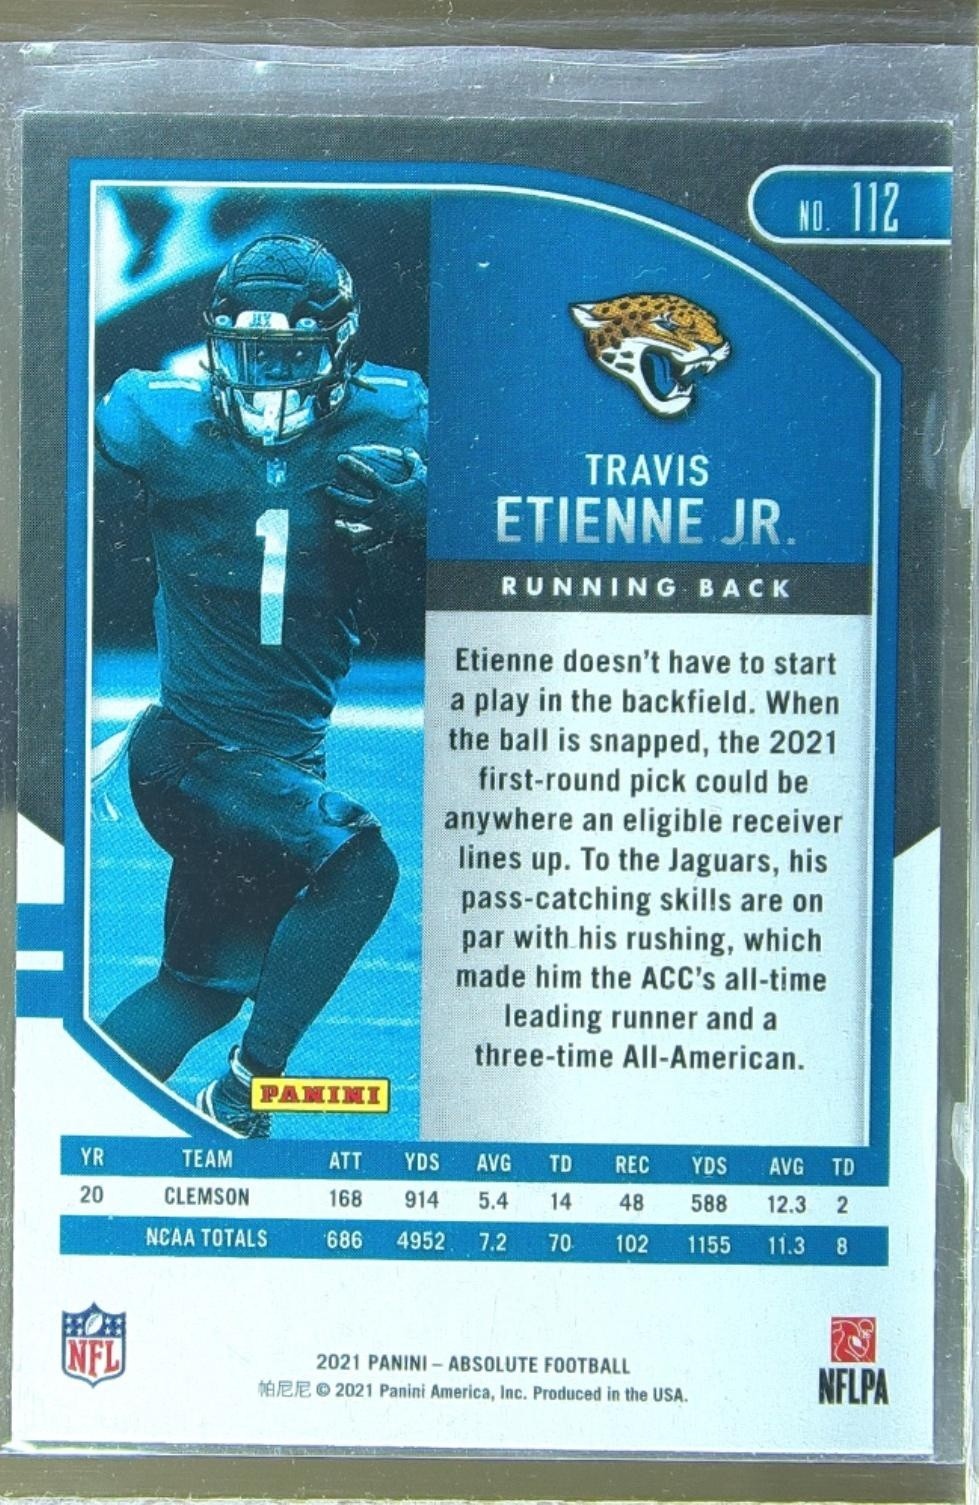 NO. 112
TRAVIS
ETIENNE JR.
RUNNING BACK
1
Etienne doesn't have to start
a play in the backfield. When
the ball is snapped, the 2021
first-round pick could be
anywhere an eligible receiver
lines up. To the Jaguars, his
pass-catching skills are on
par with his rushing, which
made him the ACC's all-time
leading runner and a
three-time All-American.
PANINI
YR TEAM ATT YDS AVG TD REC YDS AVG TD
20 CLEMSON 168 914 5.4 14 48 588 12.3 2
NCAA TOTALS 686 4952 7.2 70 102 1155 11.3 8
NFL
2021 PANINI – ABSOLUTE FOOTBALL
帕尼尼 © 2021 Panini America, Inc. Produced in the USA.
NFLPA